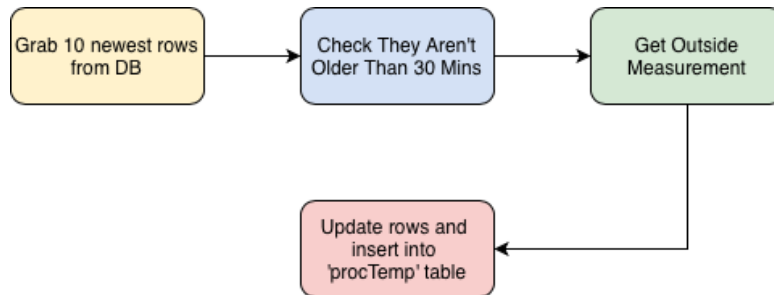 Grab 10 newest rows
from DB
Check They Aren't
Older Than 30 Mins
Get Outside
Measurement
Update rows and
insert into
'procTemp' table